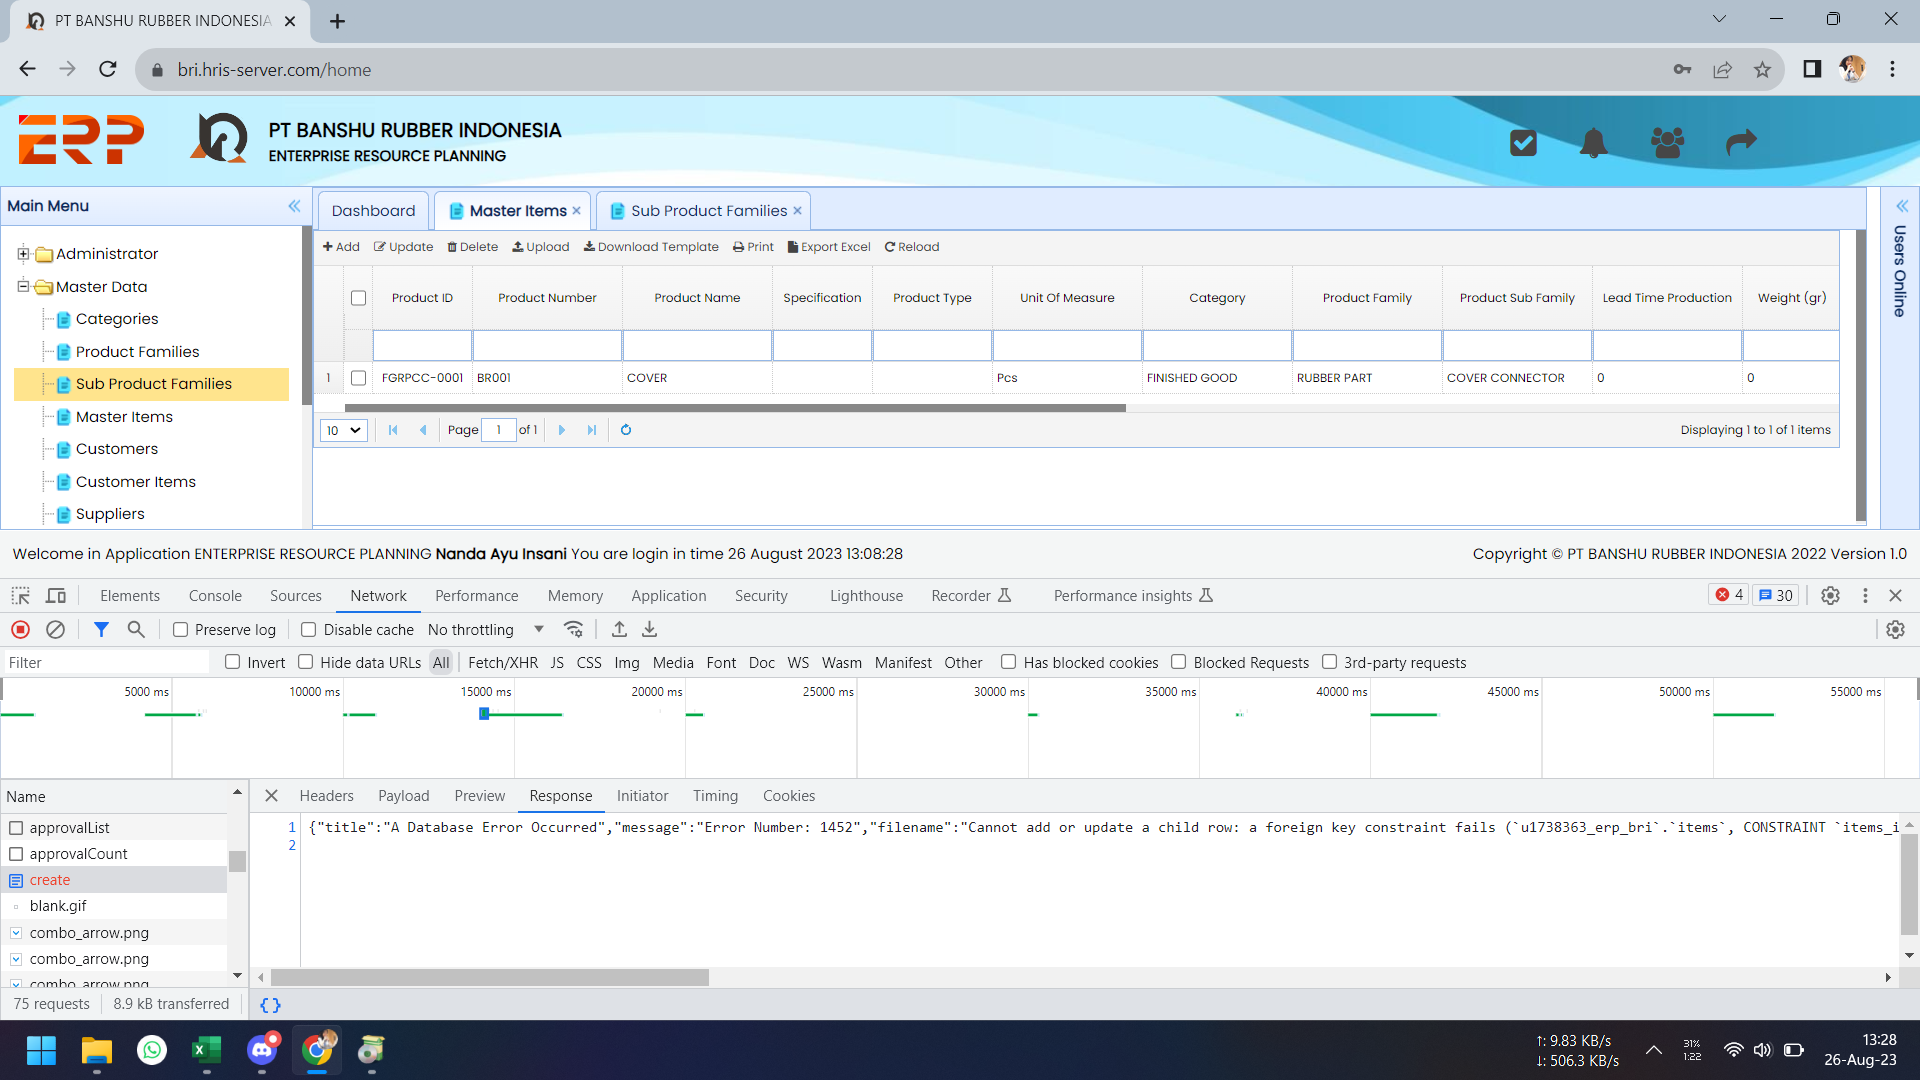 PT BANSHU RUBBER INDONESIA
bri.hris-server.com/home
ERP
PT BANSHU RUBBER INDONESIA
ENTERPRISE RESOURCE PLANNING
Main Menu
Dashboard Master Items Sub Product Families
Users Online
Add Update Delete Upload Download Template Print Export Excel Reload
Administrator
Master Data
Categories
Product Families
Sub Product Families
Master Items
Customers
Customer Items
Suppliers
Product ID Product Number Product Name Specification Product Type Unit Of Measure Category Product Family Product Sub Family Lead Time Production Weight (gr)
1 FGRPCC-0001 BR001 COVER Pcs FINISHED GOOD RUBBER PART COVER CONNECTOR 0 0
10 Page 1 of 1 Displaying 1 to 1 of 1 items
Welcome in Application ENTERPRISE RESOURCE PLANNING Nanda Ayu Insani You are login in time 26 August 2023 13:08:28
Copyright © PT BANSHU RUBBER INDONESIA 2022 Version 1.0
Elements Console Sources Network Performance Memory Application Security Lighthouse Recorder Performance insights 4 30
Preserve log Disable cache No throttling
Filter Invert Hide data URLs All Fetch/XHR JS CSS Img Media Font Doc WS Wasm Manifest Other Has blocked cookies Blocked Requests 3rd-party requests
5000 ms 10000 ms 15000 ms 20000 ms 25000 ms 30000 ms 35000 ms 40000 ms 45000 ms 50000 ms 55000 ms
Name
approvalList
approvalCount
create
blank.gif
combo_arrow.png
combo_arrow.png
combo_arrow.png
Headers Payload Preview Response Initiator Timing Cookies
1 {"title":"A Database Error Occurred","message":"Error Number: 1452","filename":"Cannot add or update a child row: a foreign key constraint fails (`u1738363_erp_bri`.`items`, CONSTRAINT `items_i
2
75 requests 8.9 kB transferred { }
↑: 9.83 KB/s
↓: 506.3 KB/s
31%
1:22
13:28
26-Aug-23